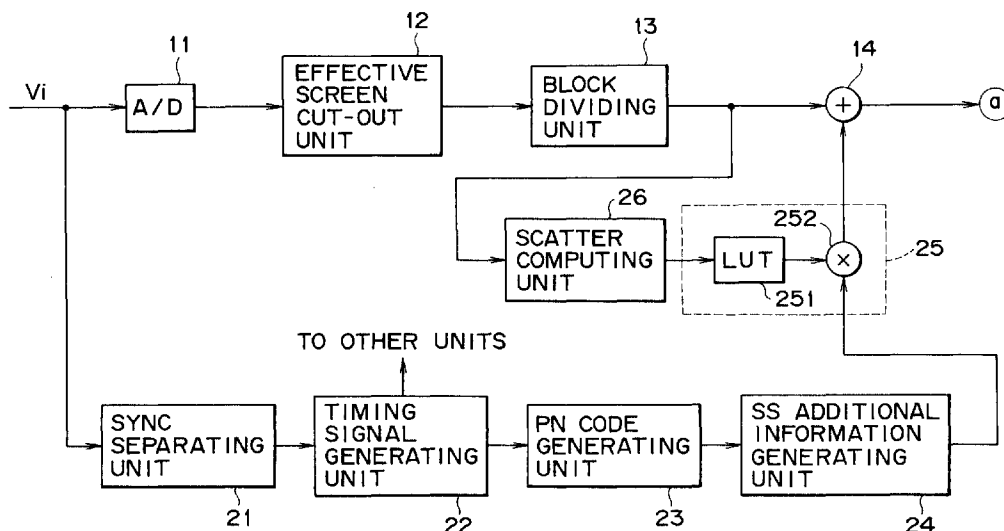 12
11
13
14
Vi
A/D
EFFECTIVE
SCREEN
CUT-OUT
UNIT
BLOCK
DIVIDING
UNIT
+
a
26
252
SCATTER
COMPUTING
UNIT
LUT
×
25
251
TO OTHER UNITS
SYNC
SEPARATING
UNIT
TIMING
SIGNAL
GENERATING
UNIT
PN CODE
GENERATING
UNIT
SS ADDITIONAL
INFORMATION
GENERATING
UNIT
21
22
23
24